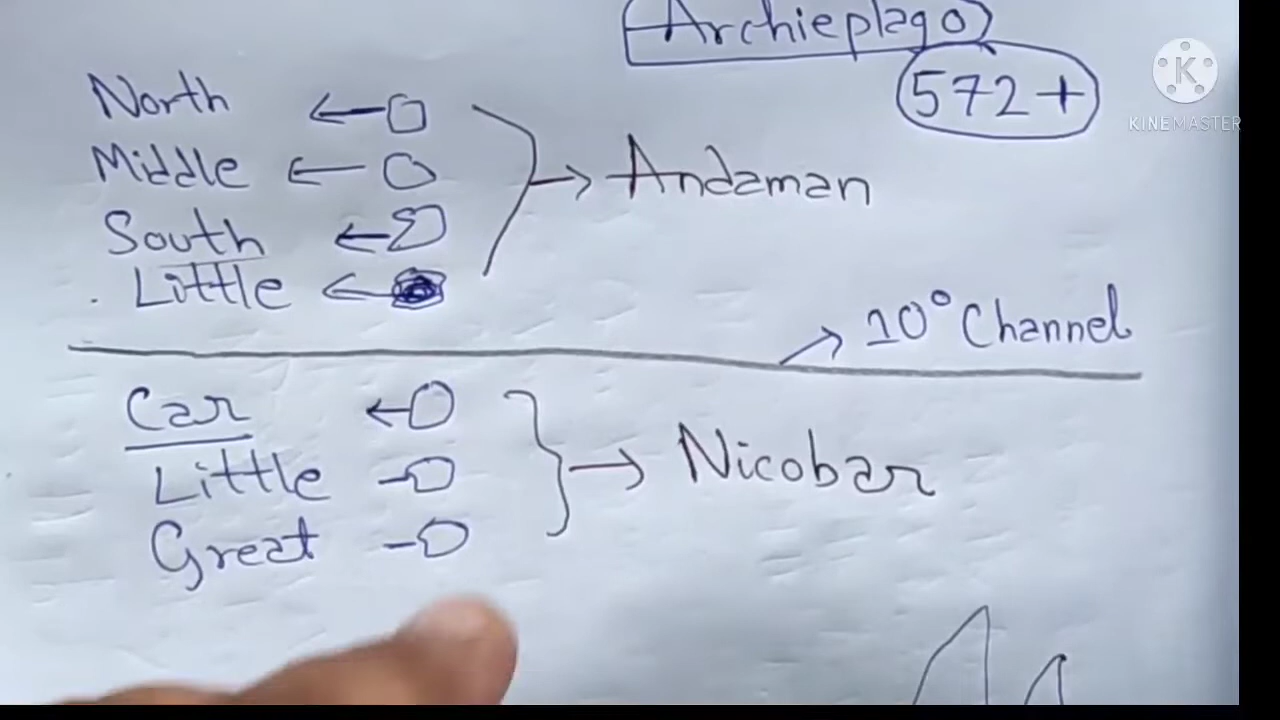 Archieplago
572+
North
Middle
South
Little
Andaman
10° Channel
Car
Little
Great
Nicobar
KINEMASTER